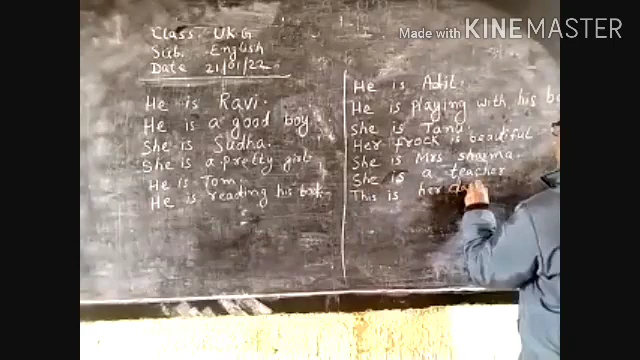 Made with KINEMASTER
Class. UKG
Sub. English
Date 21/01/22
He is Ravi.
He is a good boy.
She is Sudha.
She is a pretty girl.
He is Tom.
He is reading his book.
He is Adit.
He is playing with his
She is Tanu.
Her frock is beautiful
She is Mrs sharma.
She is a teacher
This is her